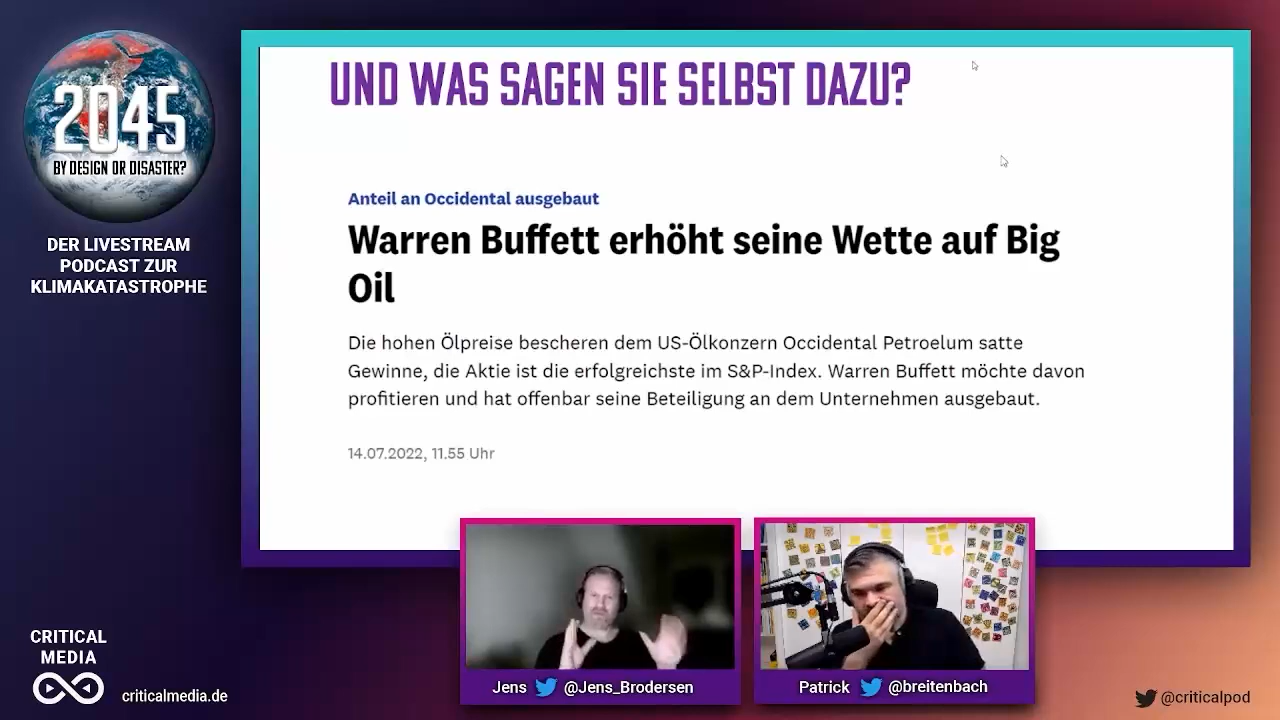 2045
BY DESIGN OR DISASTER?
DER LIVESTREAM
PODCAST ZUR
KLIMAKATASTROPHE
UND WAS SAGEN SIE SELBST DAZU?
Anteil an Occidental ausgebaut
Warren Buffett erhöht seine Wette auf Big
Oil
Die hohen Ölpreise bescheren dem US-Ölkonzern Occidental Petroelum satte
Gewinne, die Aktie ist die erfolgreichste im S&P-Index. Warren Buffett möchte davon
profitieren und hat offenbar seine Beteiligung an dem Unternehmen ausgebaut.
14.07.2022, 11.55 Uhr
Jens @Jens_Brodersen
Patrick @breitenbach
CRITICAL
MEDIA
criticalmedia.de
@criticalpod